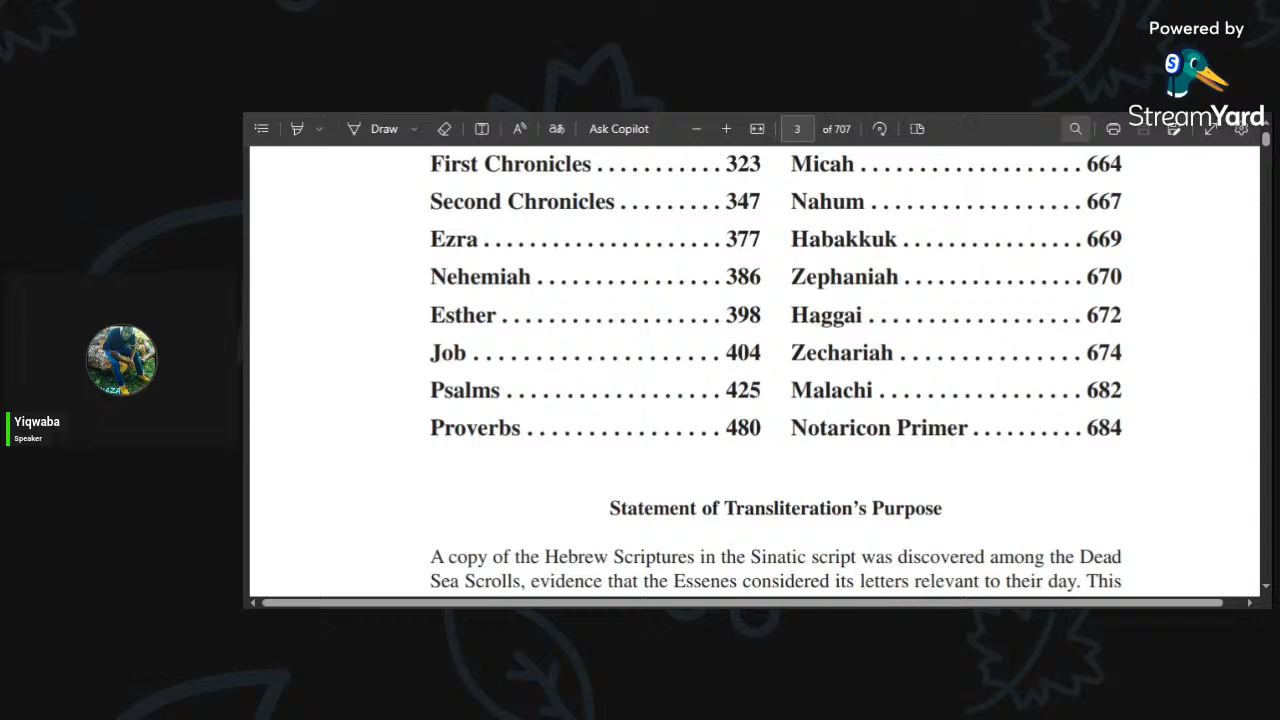 Powered by
StreamYard
Draw
Ask Copilot
3 of 707
First Chronicles . . . . . . . . . . . 323
Second Chronicles . . . . . . . . . 347
Ezra . . . . . . . . . . . . . . . . . . . . . 377
Nehemiah . . . . . . . . . . . . . . . . 386
Esther . . . . . . . . . . . . . . . . . . . 398
Job . . . . . . . . . . . . . . . . . . . . . . 404
Psalms . . . . . . . . . . . . . . . . . . . 425
Proverbs . . . . . . . . . . . . . . . . . 480
Micah . . . . . . . . . . . . . . . . . . . . 664
Nahum . . . . . . . . . . . . . . . . . . . 667
Habakkuk . . . . . . . . . . . . . . . . 669
Zephaniah . . . . . . . . . . . . . . . . 670
Haggai . . . . . . . . . . . . . . . . . . . 672
Zechariah . . . . . . . . . . . . . . . . 674
Malachi . . . . . . . . . . . . . . . . . . 682
Notaricon Primer . . . . . . . . . . 684
Statement of Transliteration's Purpose
A copy of the Hebrew Scriptures in the Sinatic script was discovered among the Dead
Sea Scrolls, evidence that the Essenes considered its letters relevant to their day. This
Yiqwaba
Speaker